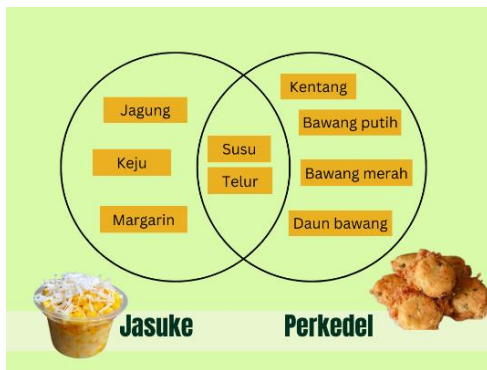 Jagung
Keju
Margarin
Susu
Telur
Kentang
Bawang putih
Bawang merah
Daun bawang
Jasuke
Perkedel